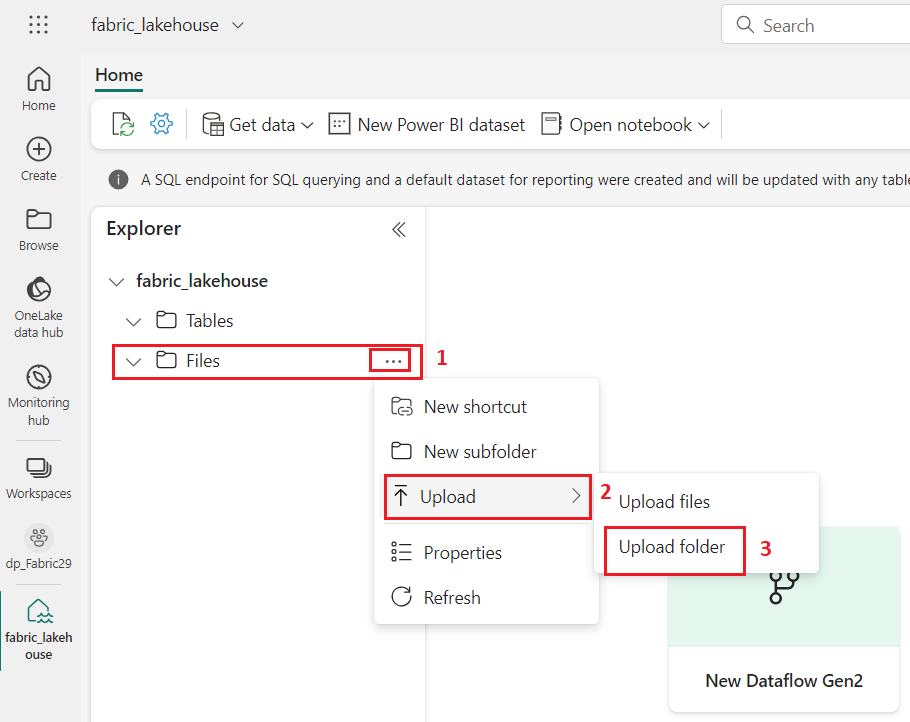 fabric_lakehouse
Search
Home
Create
Browse
OneLake
data hub
Monitoring
hub
Workspaces
dp_Fabric29
fabric_lakeh
ouse
Home
Get data
New Power BI dataset
Open notebook
A SQL endpoint for SQL querying and a default dataset for reporting were created and will be updated with any table
Explorer
fabric_lakehouse
Tables
Files
1
New shortcut
New subfolder
Upload
2
Properties
Refresh
Upload files
Upload folder
3
New Dataflow Gen2